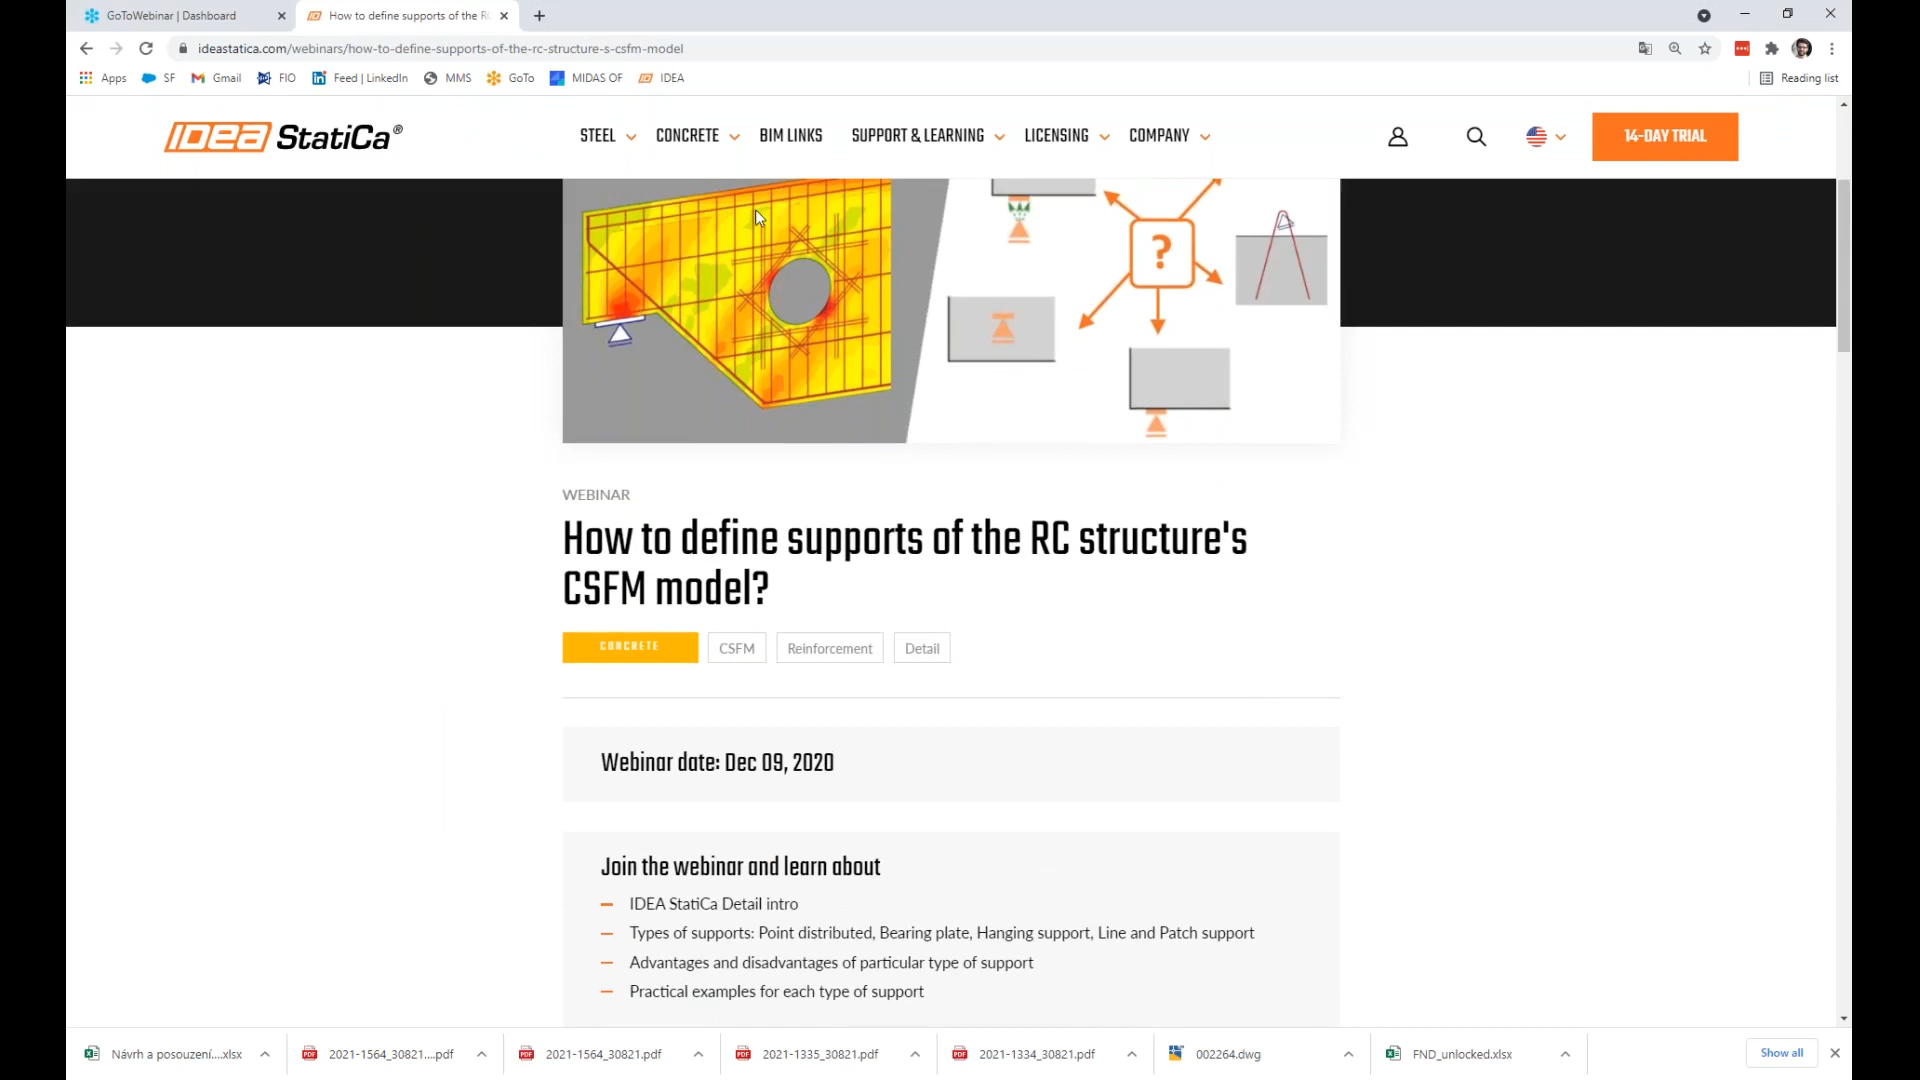 GoToWebinar | Dashboard
How to define supports of the RC
ideastatica.com/webinars/how-to-define-supports-of-the-rc-structure-s-csfm-model
Apps
SF
Gmail
FIO
Feed | LinkedIn
MMS
GoTo
MIDAS OF
IDEA
Reading list
IDEA StatiCa®
STEEL
CONCRETE
BIM LINKS
SUPPORT & LEARNING
LICENSING
COMPANY
14-DAY TRIAL
?
WEBINAR
How to define supports of the RC structure's
CSFM model?
CONCRETE
CSFM
Reinforcement
Detail
Webinar date: Dec 09, 2020
Join the webinar and learn about
IDEA StatiCa Detail intro
Types of supports: Point distributed, Bearing plate, Hanging support, Line and Patch support
Advantages and disadvantages of particular type of support
Practical examples for each type of support
Návrh a posouzení....xlsx
2021-1564_30821....pdf
2021-1564_30821.pdf
2021-1335_30821.pdf
2021-1334_30821.pdf
002264.dwg
FND_unlocked.xlsx
Show all